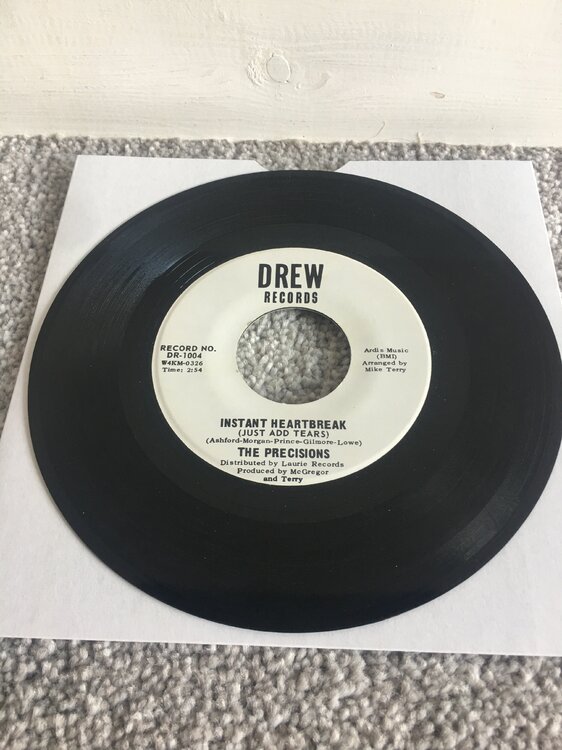 DREW
RECORDS
RECORD NO.
DR-1004
W4KM-0326
Time: 2:54
Ardis Music
(BMI)
Arranged by
Mike Terry
INSTANT HEARTBREAK
(JUST ADD TEARS)
(Ashford-Morgan-Prince-Gilmore-Lowe)
THE PRECISIONS
Distributed by Laurie Records
Produced by McGregor
and Terry